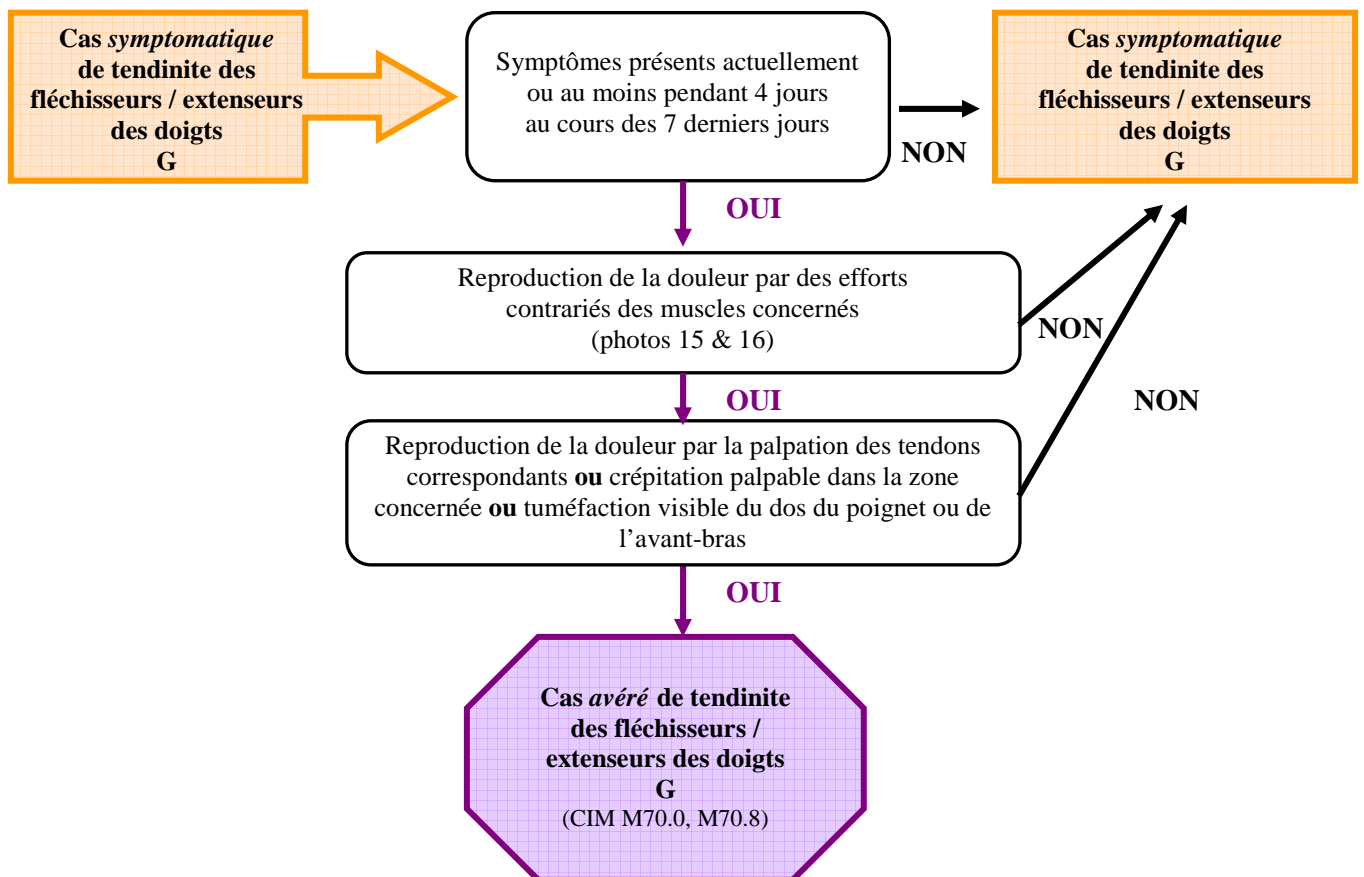 Cas symptomatique
de tendinite des
fléchisseurs / extenseurs
des doigts
G
Symptômes présents actuellement
ou au moins pendant 4 jours
au cours des 7 derniers jours
NON
Cas symptomatique
de tendinite des
fléchisseurs / extenseurs
des doigts
G
OUI
Reproduction de la douleur par des efforts
contrariés des muscles concernés
(photos 15 & 16)
NON
OUI
NON
Reproduction de la douleur par la palpation des tendons
correspondants ou crépitation palpable dans la zone
concernée ou tuméfaction visible du dos du poignet ou de
l’avant-bras
OUI
Cas avéré de tendinite
des fléchisseurs /
extenseurs des doigts
G
(CIM M70.0, M70.8)